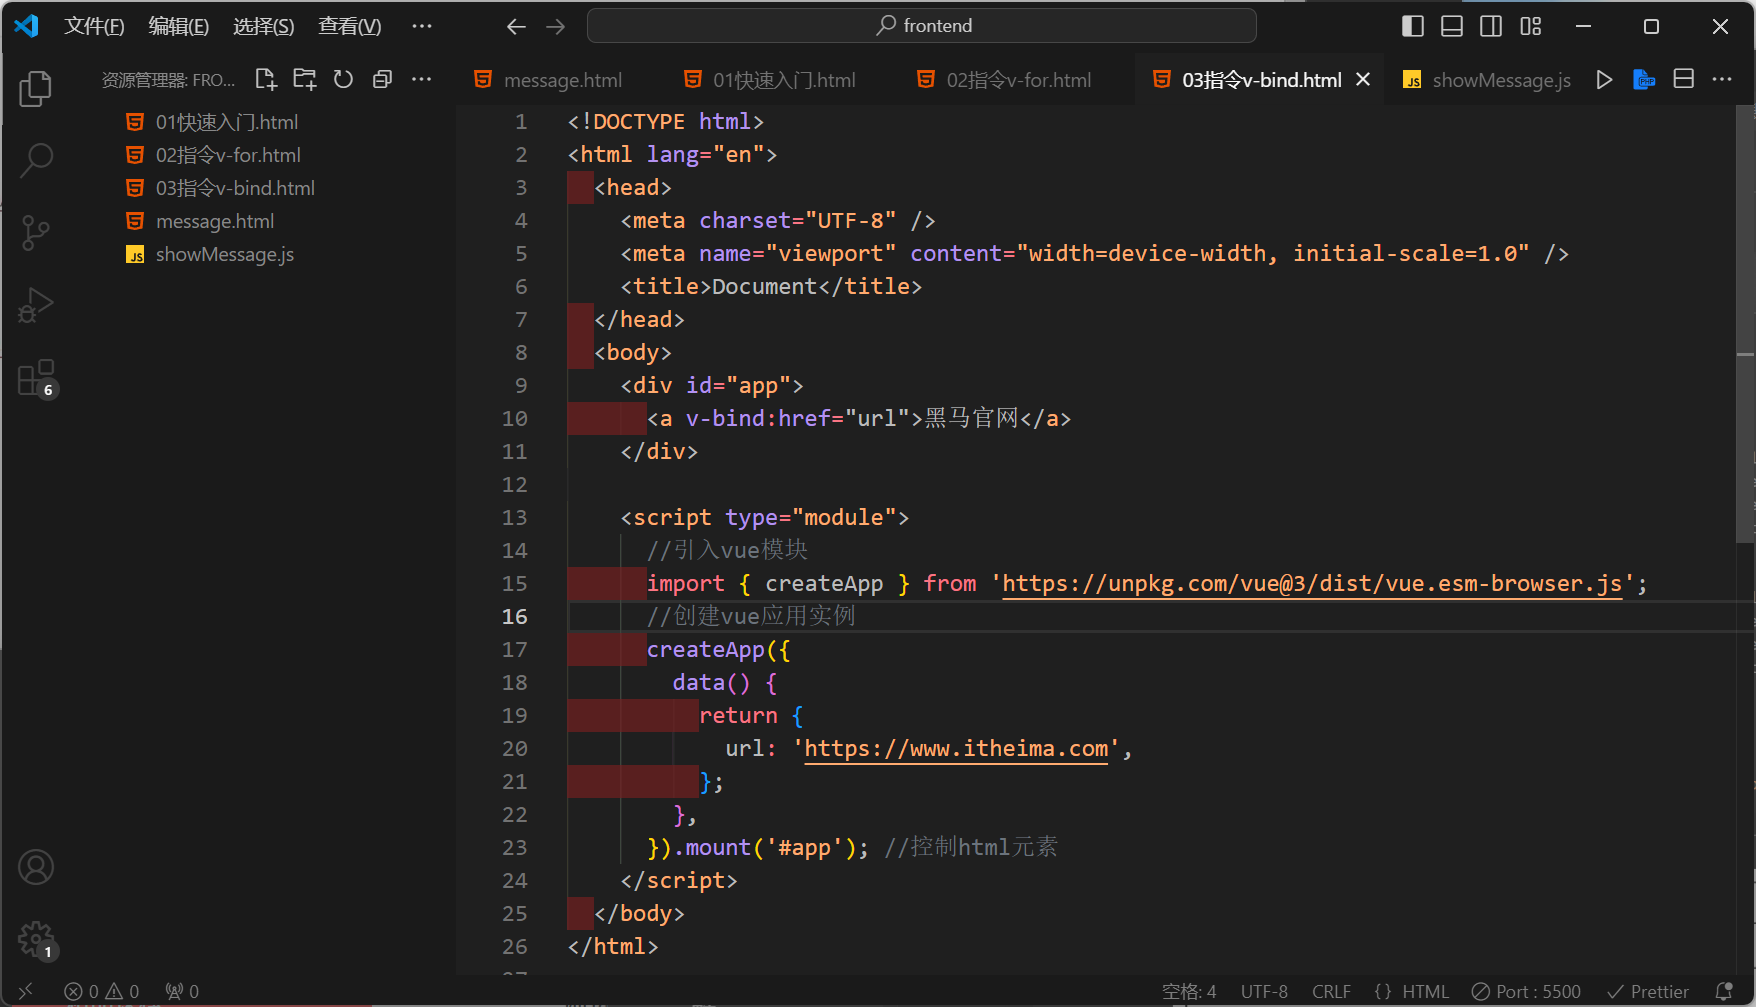 文件(F) 编辑(E) 选择(S) 查看(V) ··· frontend
资源管理器: FRO... ···
message.html 01快速入门.html 02指令v-for.html 03指令v-bind.html JS showMessage.js PHP ···
01快速入门.html
02指令v-for.html
03指令v-bind.html
message.html
JS showMessage.js
6
1
1 <!DOCTYPE html>
2 <html lang="en">
3 <head>
4 <meta charset="UTF-8" />
5 <meta name="viewport" content="width=device-width, initial-scale=1.0" />
6 <title>Document</title>
7 </head>
8 <body>
9 <div id="app">
10 <a v-bind:href="url">黑马官网</a>
11 </div>
12
13 <script type="module">
14 //引入vue模块
15 import { createApp } from 'https://unpkg.com/vue@3/dist/vue.esm-browser.js';
16 //创建vue应用实例
17 createApp({
18 data() {
19 return {
20 url: 'https://www.itheima.com',
21 };
22 },
23 }).mount('#app'); //控制html元素
24 </script>
25 </body>
26 </html>
0 0 0 空格: 4 UTF-8 CRLF {} HTML Port : 5500 Prettier